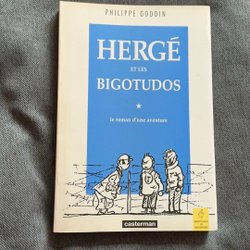 PHILIPPE GODDIN
HERGÉ
ET LES
BIGOTUDOS
le roman d'une aventure
casterman